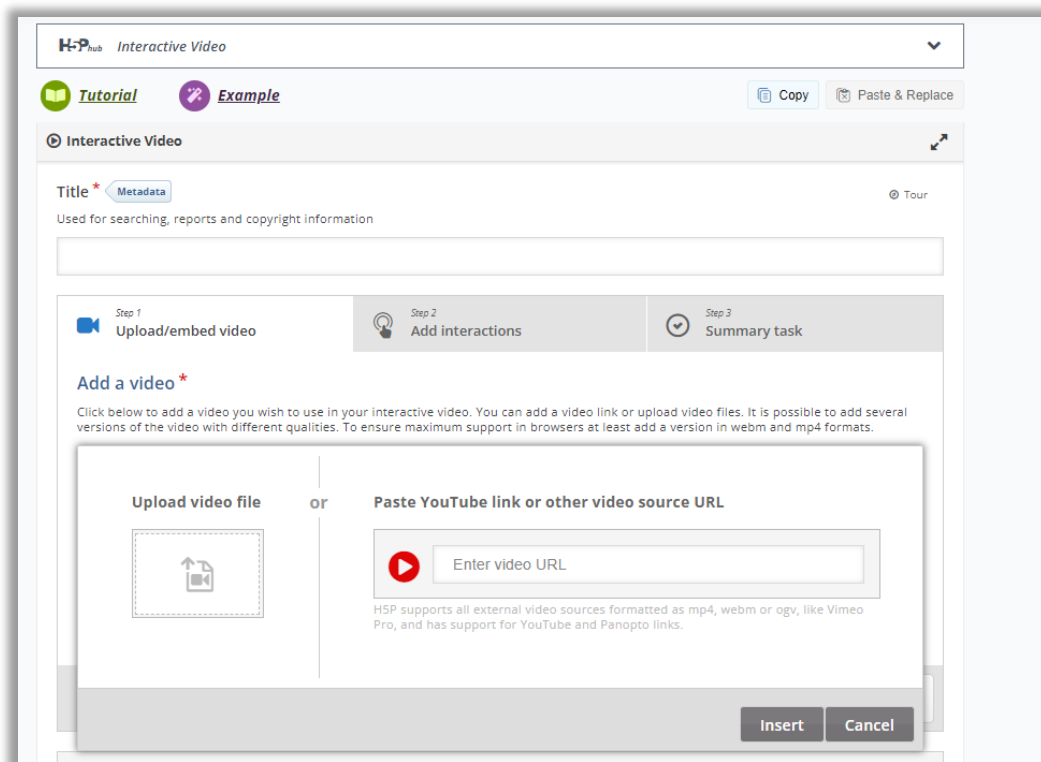 H-P hub Interactive Video
Tutorial Example Copy Paste & Replace
Interactive Video
Title * Metadata Tour
Used for searching, reports and copyright information
Step 1 Step 2 Step 3
Upload/embed video Add interactions Summary task
Add a video *
Click below to add a video you wish to use in your interactive video. You can add a video link or upload video files. It is possible to add several
versions of the video with different qualities. To ensure maximum support in browsers at least add a version in webm and mp4 formats.
Upload video file or Paste YouTube link or other video source URL
Enter video URL
H5P supports all external video sources formatted as mp4, webm or ogv, like Vimeo
Pro, and has support for YouTube and Panopto links.
Insert Cancel